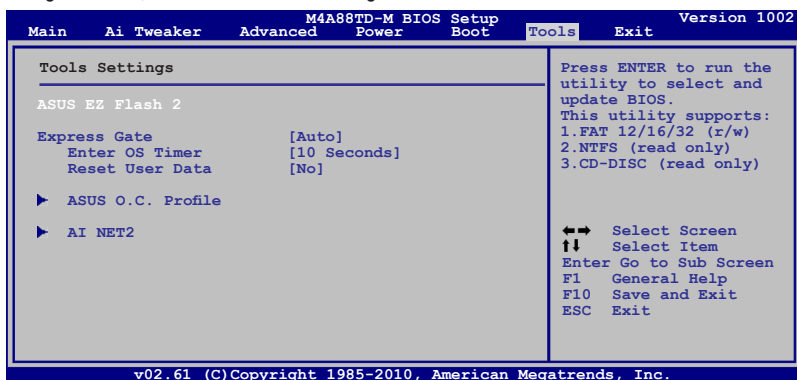 M4A88TD-M BIOS Setup Version 1002
Main Ai Tweaker Advanced Power Boot Tools Exit
Tools Settings
ASUS EZ Flash 2
Express Gate [Auto]
Enter OS Timer [10 Seconds]
Reset User Data [No]
ASUS O.C. Profile
AI NET2
Press ENTER to run the
utility to select and
update BIOS.
This utility supports:
1.FAT 12/16/32 (r/w)
2.NTFS (read only)
3.CD-DISC (read only)
←→ Select Screen
↑↓ Select Item
Enter Go to Sub Screen
F1 General Help
F10 Save and Exit
ESC Exit
v02.61 (C)Copyright 1985-2010, American Megatrends, Inc.